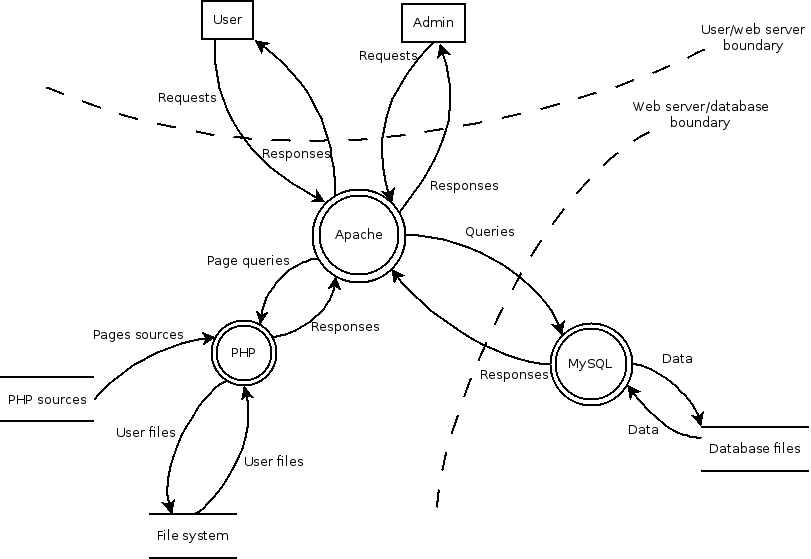 User
Admin
User/web server
boundary
Requests
Requests
Web server/database
boundary
Responses
Responses
Apache
Queries
Page queries
Responses
Pages sources
PHP
MySQL
Data
Responses
PHP sources
User files
Data
Database files
User files
File system